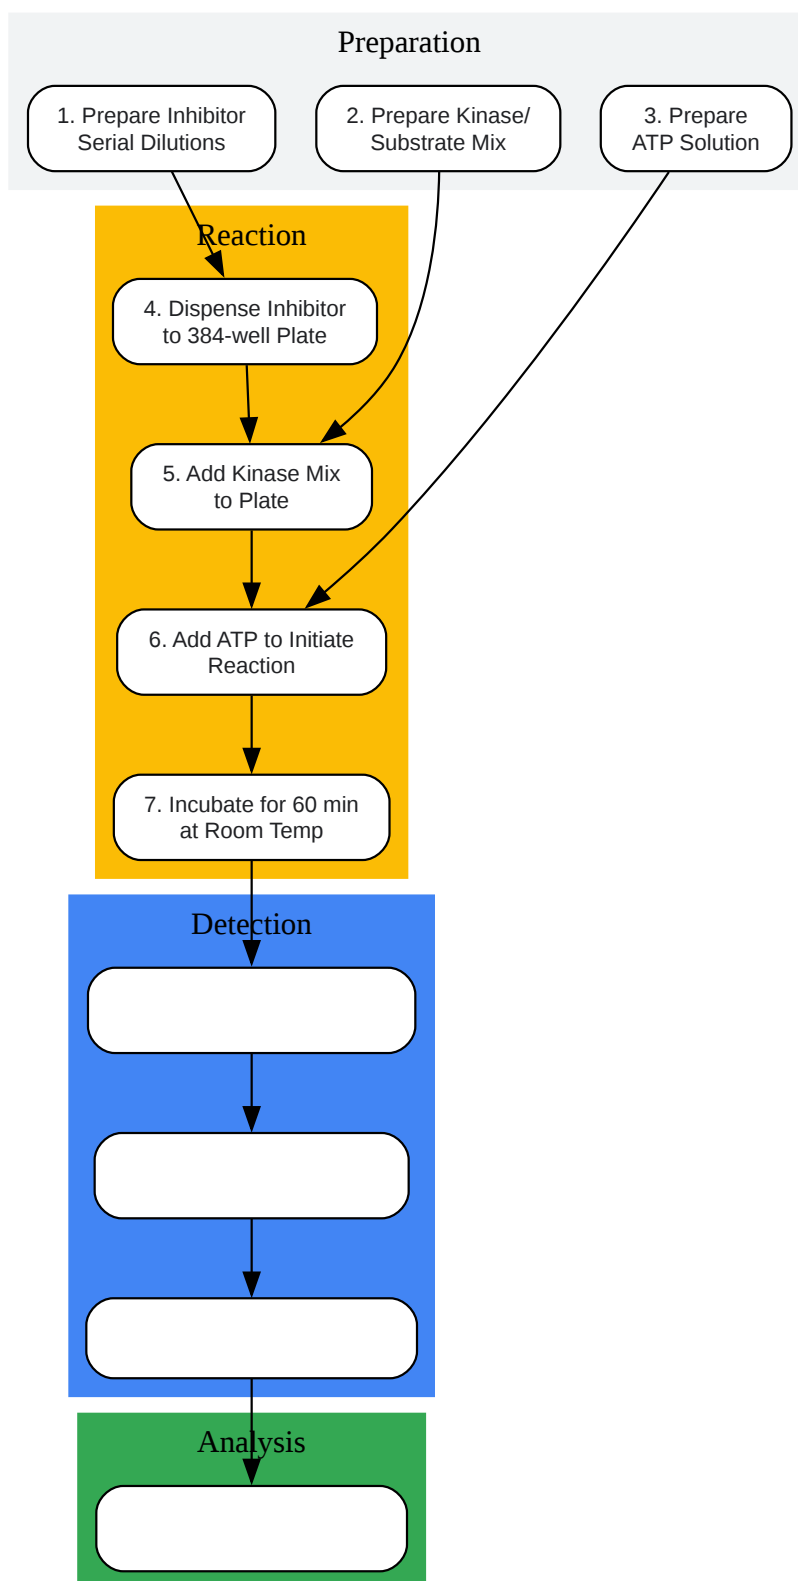 Preparation
1. Prepare Inhibitor
Serial Dilutions
2. Prepare Kinase/
Substrate Mix
3. Prepare
ATP Solution
Reaction
4. Dispense Inhibitor
to 384-well Plate
5. Add Kinase Mix
to Plate
6. Add ATP to Initiate
Reaction
7. Incubate for 60 min
at Room Temp
Detection
Analysis